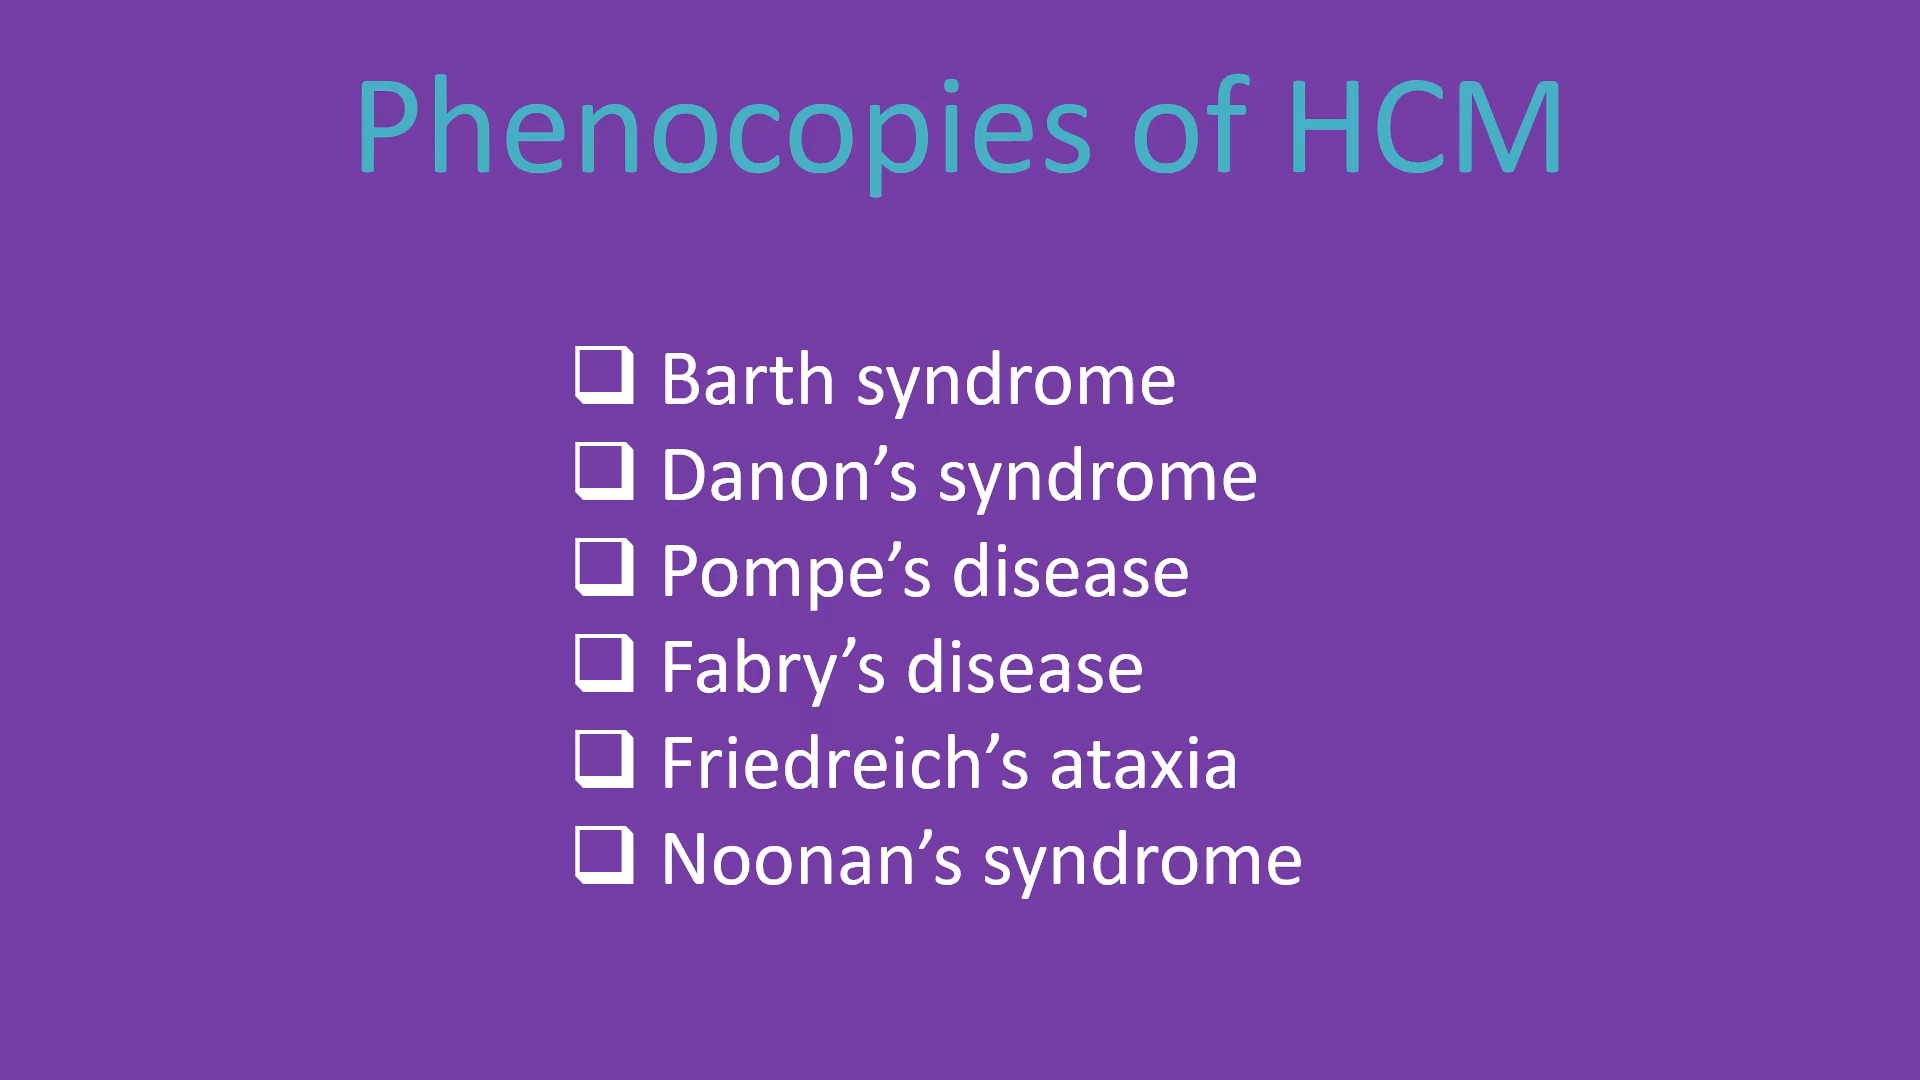 Phenocopies of HCM
❑ Barth syndrome
❑ Danon’s syndrome
❑ Pompe’s disease
❑ Fabry’s disease
❑ Friedreich’s ataxia
❑ Noonan’s syndrome